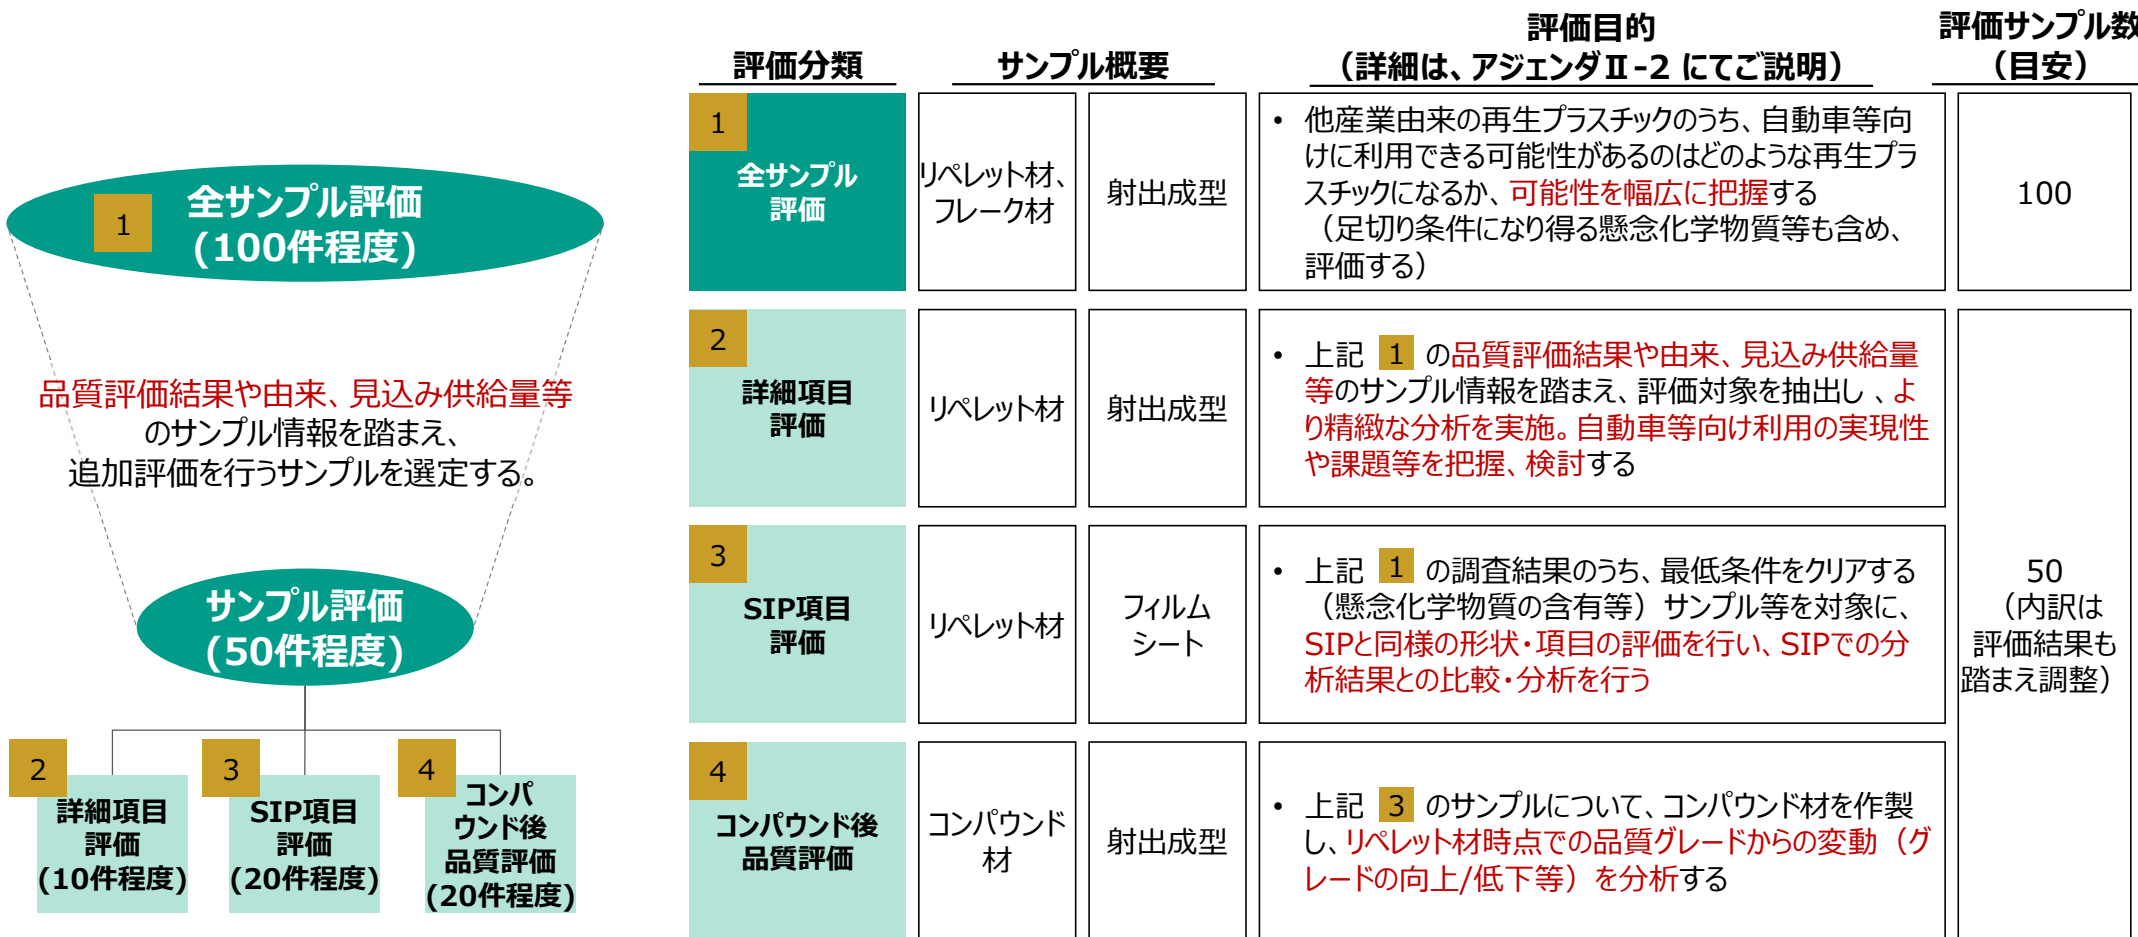 1
全サンプル評価
(100件程度)
品質評価結果や由来、見込み供給量等
のサンプル情報を踏まえ、
追加評価を行うサンプルを選定する。
サンプル評価
(50件程度)
2
詳細項目
評価
(10件程度)
3
SIP項目
評価
(20件程度)
4
コンパ
ウンド後
品質評価
(20件程度)
評価分類
サンプル概要
評価目的
（詳細は、アジェンダⅡ-2 にてご説明）
評価サンプル数
（目安）
1
全サンプル
評価
リペレット材、
フレーク材
射出成型
• 他産業由来の再生プラスチックのうち、自動車等向
けに利用できる可能性があるのはどのような再生プラ
スチックになるか、可能性を幅広に把握する
（足切り条件になり得る懸念化学物質等も含め、
評価する）
100
2
詳細項目
評価
リペレット材
射出成型
• 上記 1 の品質評価結果や由来、見込み供給量
等のサンプル情報を踏まえ、評価対象を抽出し 、よ
り精緻な分析を実施。自動車等向け利用の実現性
や課題等を把握、検討する
3
SIP項目
評価
リペレット材
フィルム
シート
• 上記 1 の調査結果のうち、最低条件をクリアする
（懸念化学物質の含有等）サンプル等を対象に、
SIPと同様の形状・項目の評価を行い、SIPでの分
析結果との比較・分析を行う
50
（内訳は
評価結果も
踏まえ調整）
4
コンパウンド後
品質評価
コンパウンド
材
射出成型
• 上記 3 のサンプルについて、コンパウンド材を作製
し、リペレット材時点での品質グレードからの変動（グ
レードの向上/低下等）を分析する